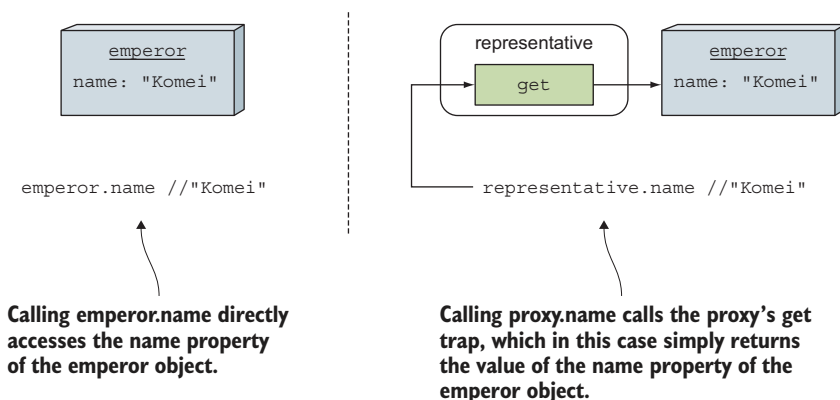 emperor
name: "Komei"
emperor.name //"Komei"
Calling emperor.name directly
accesses the name property
of the emperor object.
representative
get
emperor
name: "Komei"
representative.name //"Komei"
Calling proxy.name calls the proxy's get
trap, which in this case simply returns
the value of the name property of the
emperor object.